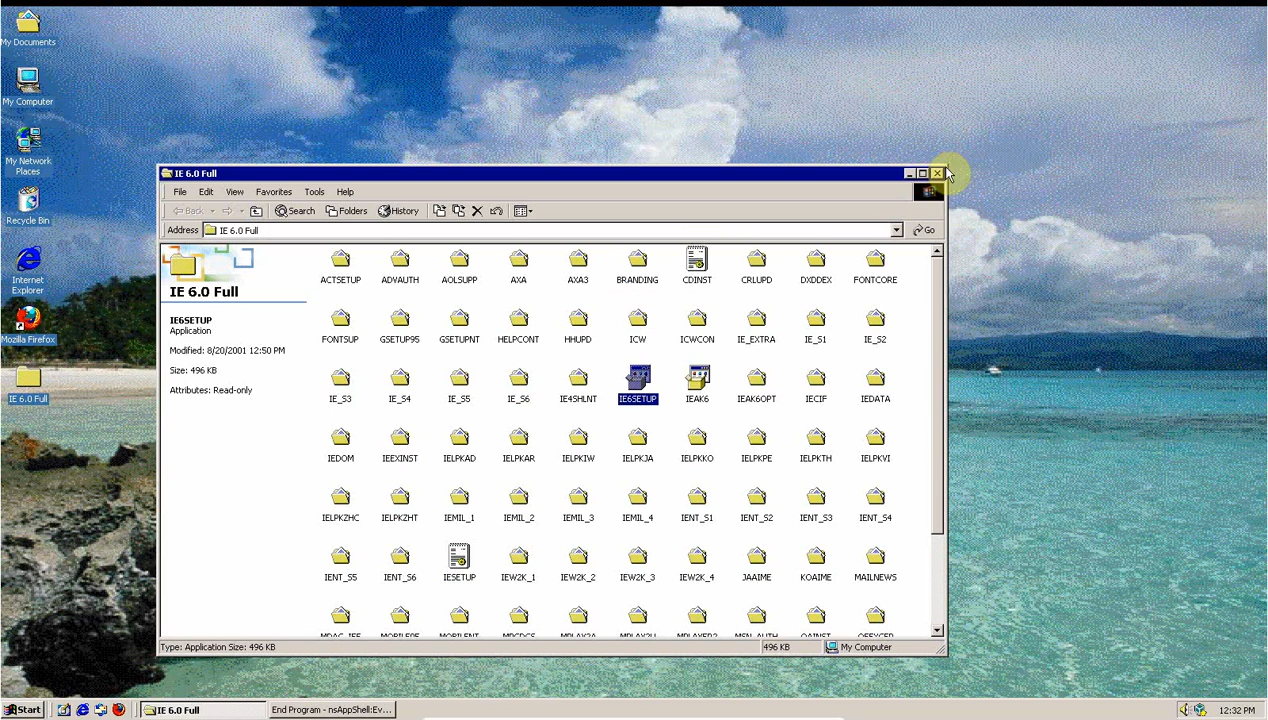 My Documents
My Computer
My Network
Places
Recycle Bin
Internet
Explorer
Mozilla Firefox
IE 6.0 Full
IE 6.0 Full
File Edit View Favorites Tools Help
Back Search Folders History
Address IE 6.0 Full Go
IE 6.0 Full
IE6SETUP
Application
Modified: 8/20/2001 12:50 PM
Size: 496 KB
Attributes: Read-only
ACTSETUP ADVAUTH AOLSUPP AXA AXA3 BRANDING CDINST CRLUPD DXDDEX FONTCORE
FONTSUP GSETUP95 GSETUPNT HELPCONT HHUPD ICW ICWCON IE_EXTRA IE_S1 IE_S2
IE_S3 IE_S4 IE_S5 IE_S6 IE4SHLNT IE6SETUP IEAK6 IEAK6OPT IECIF IEDATA
IEDOM IEEXINST IELPKAD IELPKAR IELPKIW IELPKJA IELPKKO IELPKPE IELPKTH IELPKVI
IELPKZHC IELPKZHT IEMIL_1 IEMIL_2 IEMIL_3 IEMIL_4 IENT_S1 IENT_S2 IENT_S3 IENT_S4
IENT_S5 IENT_S6 IESETUP IEW2K_1 IEW2K_2 IEW2K_3 IEW2K_4 JAAIME KOAIME MAILNEWS
Type: Application Size: 496 KB 496 KB My Computer
Start IE 6.0 Full End Program - nsAppShell:Ev... 12:32 PM